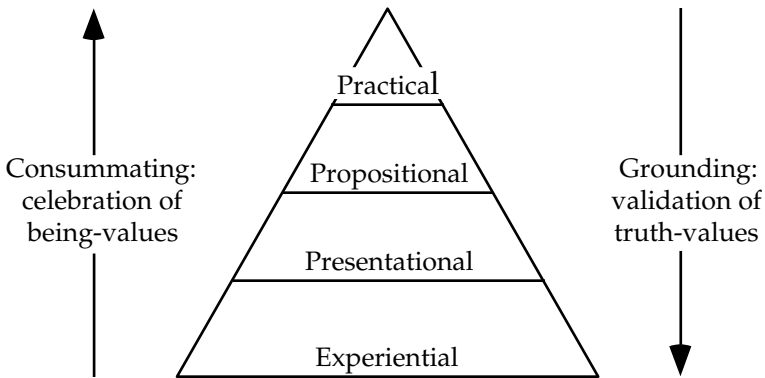 Practical
Consummating:
celebration of
being-values
Propositional
Presentational
Experiential
Grounding:
validation of
truth-values